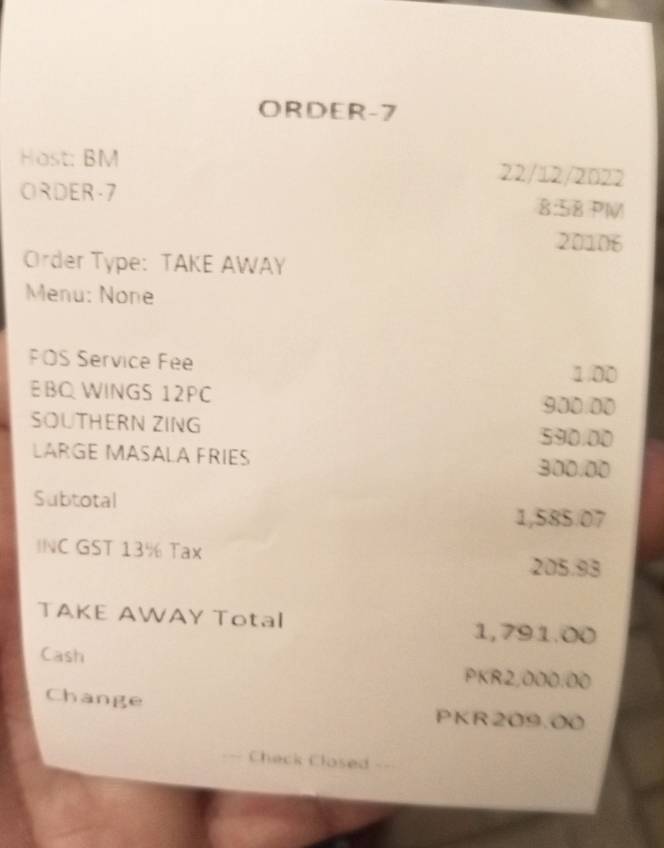 ORDER-7
Host: BM 22/12/2022
ORDER-7 8:58 PM
20106
Order Type: TAKE AWAY
Menu: None
FOS Service Fee 1.00
EBQ WINGS 12PC 900.00
SOUTHERN ZING 590.00
LARGE MASALA FRIES 300.00
Subtotal 1,585.07
INC GST 13% Tax 205.93
TAKE AWAY Total 1,791.00
Cash PKR2,000.00
Change PKR209.00
--- Check Closed ---